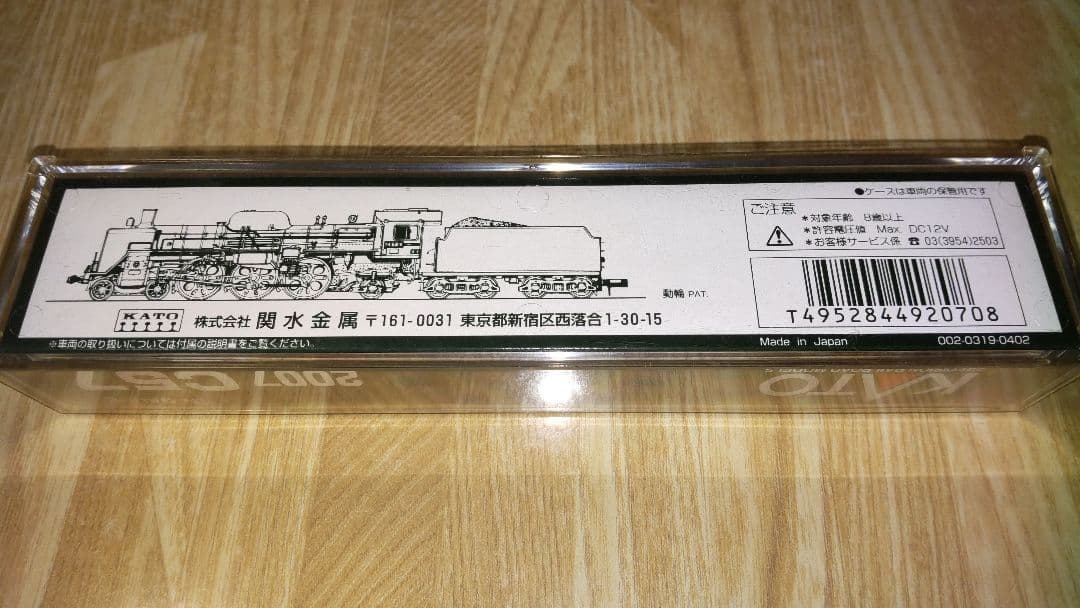 ●ケースは車両の保管用です
ご注意
*対象年齢 8歳以上
*許容電圧値 Max. DC12V
*お客様サービス係 ☎ 03(3954)2503
動輪 PAT.
T4952844920708
KATO
株式会社 関水金属 〒161-0031 東京都新宿区西落合1-30-15
※車両の取り扱いについては付属の説明書をご覧ください。
Made in Japan
002-0319-0402
2007 C57
KATO